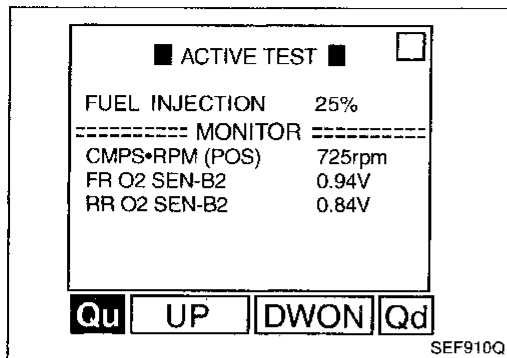 ACTIVE TEST
FUEL INJECTION 25%
========== MONITOR ==========
CMPS•RPM (POS) 725rpm
FR O2 SEN-B2 0.94V
RR O2 SEN-B2 0.84V
Qu UP DWON Qd
SEF910Q